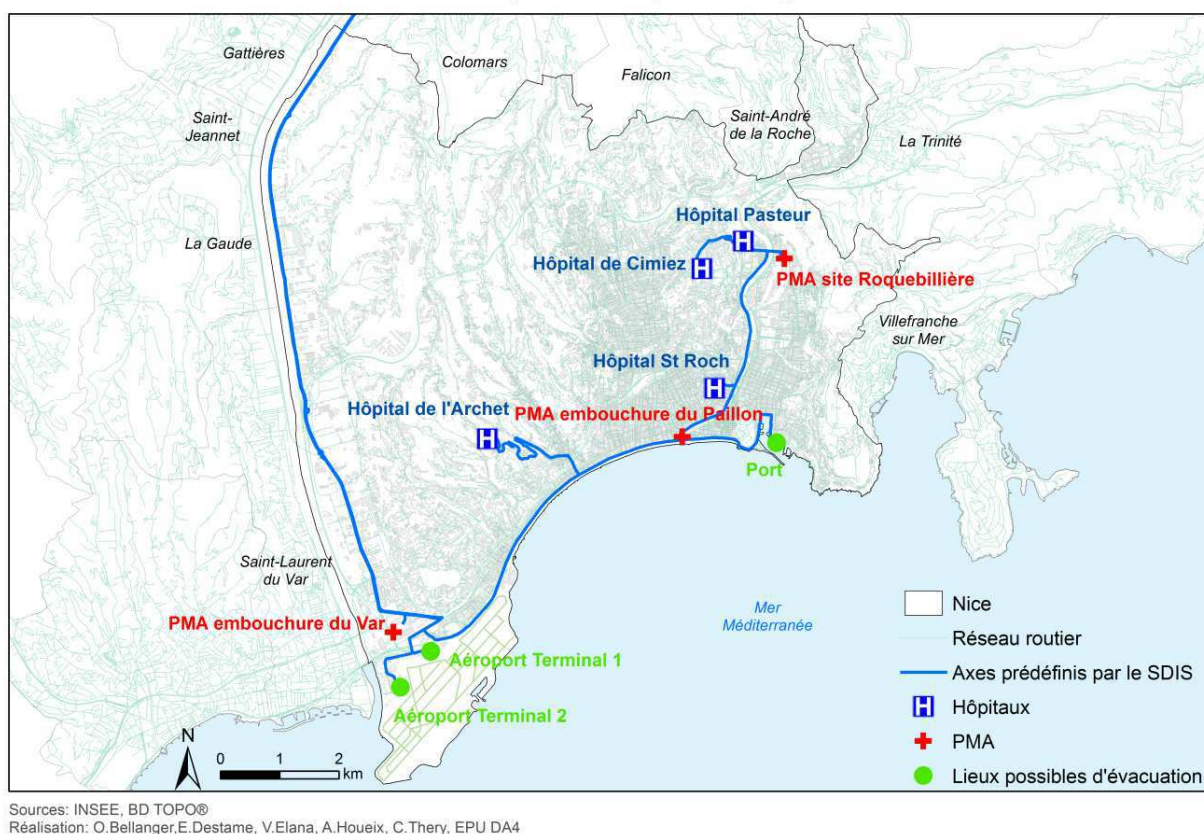 Gattières
Colomars
Falicon
Saint-
Jeannet
Saint-André
de la Roche
La Trinité
Hôpital Pasteur
La Gaude
Hôpital de Cimiez
PMA site Roquebillière
Villefranche
sur Mer
Hôpital St Roch
Hôpital de l'Archet
PMA embouchure du Paillon
Port
Saint-Laurent
du Var
PMA embouchure du Var
Mer
Méditerranée
Aéroport Terminal 1
Aéroport Terminal 2
N
0 1 2
km
Nice
Réseau routier
Axes prédéfinis par le SDIS
H Hôpitaux
PMA
Lieux possibles d'évacuation
Sources: INSEE, BD TOPO®
Réalisation: O.Bellanger,E.Destame, V.Elana, A.Houeix, C.Thery, EPU DA4